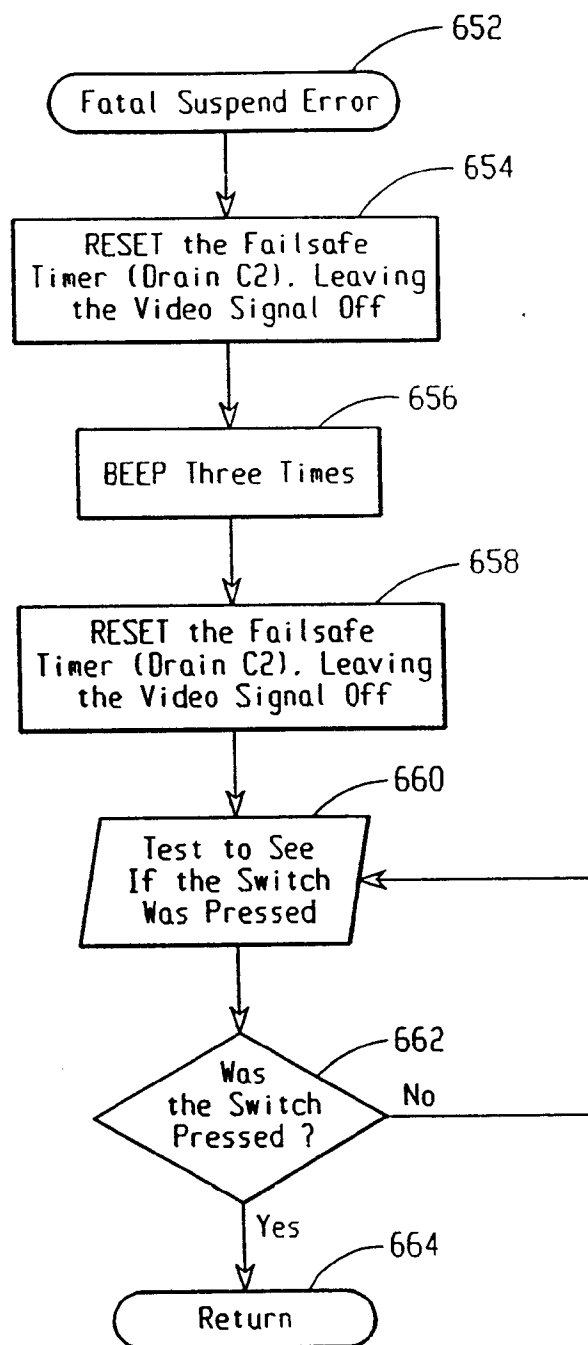 652
Fatal Suspend Error
654
RESET the Failsafe
Timer (Drain C2), Leaving
the Video Signal Off
656
BEEP Three Times
658
RESET the Failsafe
Timer (Drain C2), Leaving
the Video Signal Off
660
Test to See
If the Switch
Was Pressed
662
Was
the Switch
Pressed ?
No
Yes
664
Return